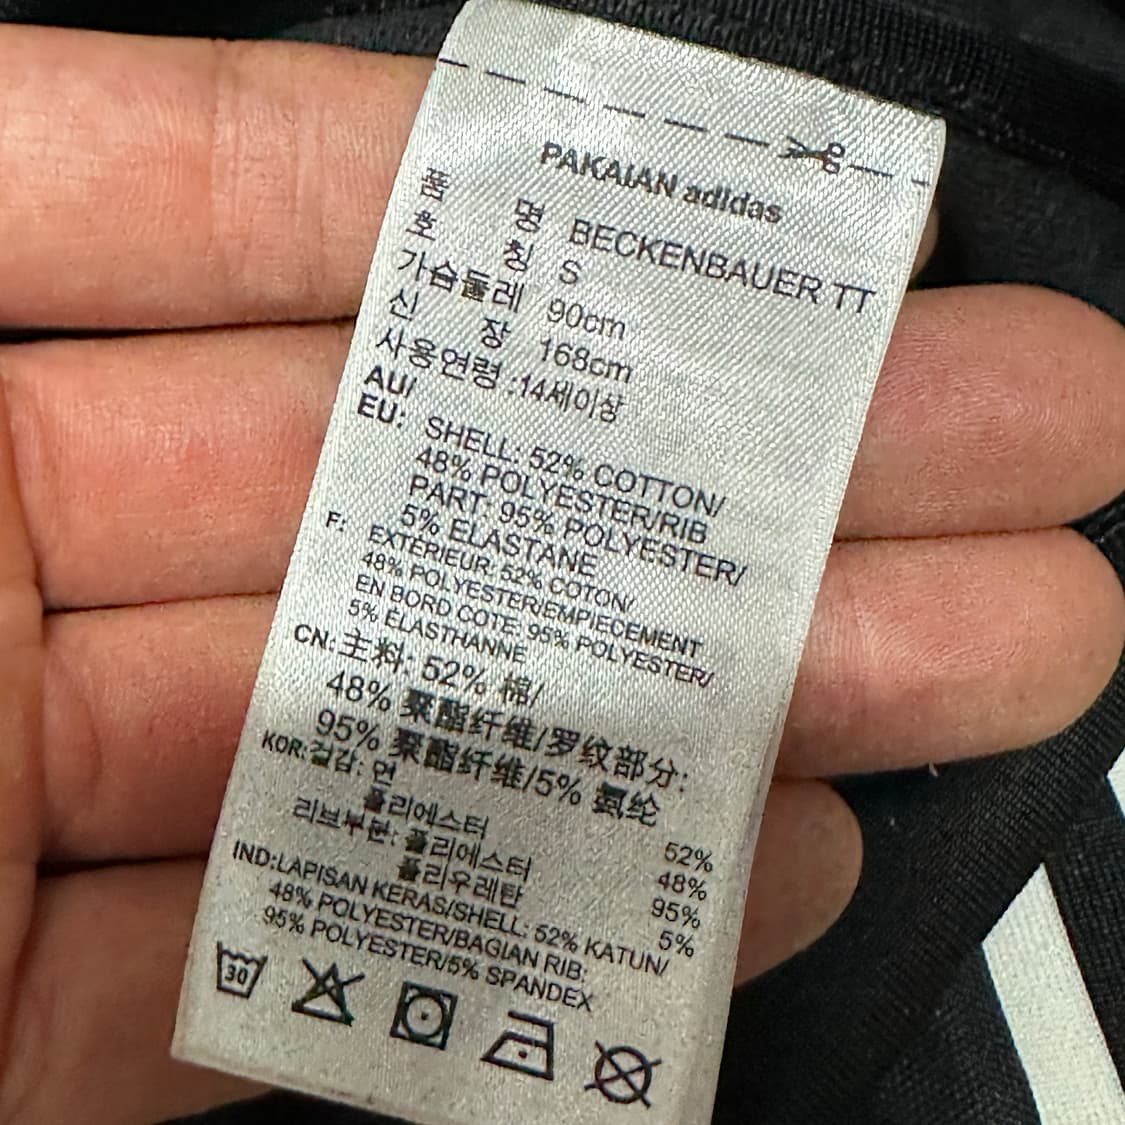 PAKAIAN adidas
품 명 BECKENBAUER TT
호 칭 S
가슴둘레 90cm
신 장 168cm
사용연령 :14세이상
AU/
EU: SHELL: 52% COTTON/
48% POLYESTER/RIB
PART: 95% POLYESTER/
5% ELASTANE
F: EXTERIEUR: 52% COTON/
48% POLYESTER/EMPIECEMENT
EN BORD COTE: 95% POLYESTER/
5% ELASTHANNE
CN:主料: 52% 棉/
48% 聚酯纤维/罗纹部分:
95% 聚酯纤维/5% 氨纶
KOR:겉감: 면 52%
폴리에스터 48%
리브부분: 폴리에스터 95%
폴리우레탄 5%
IND:LAPISAN KERAS/SHELL: 52% KATUN/
48% POLYESTER/BAGIAN RIB:
95% POLYESTER/5% SPANDEX
30